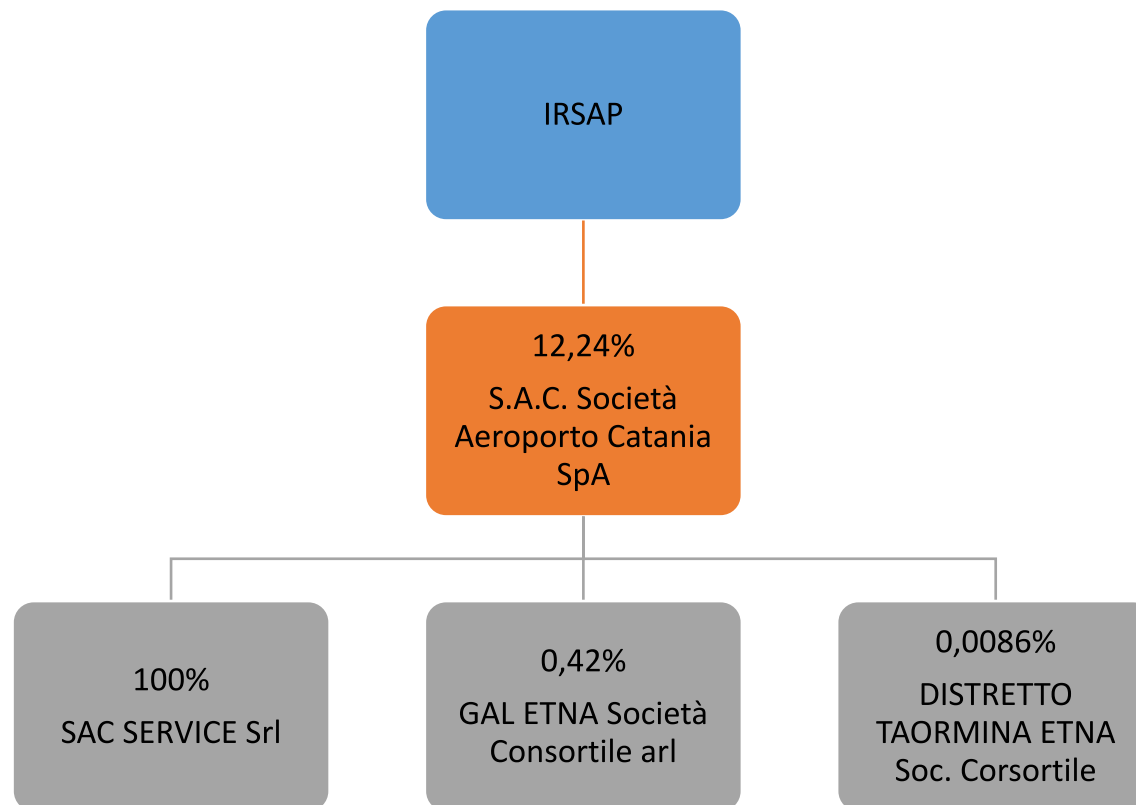 IRSAP
12,24%
S.A.C. Società
Aeroporto Catania
SpA
100%
SAC SERVICE Srl
0,42%
GAL ETNA Società
Consortile arl
0,0086%
DISTRETTO
TAORMINA ETNA
Soc. Corsortile